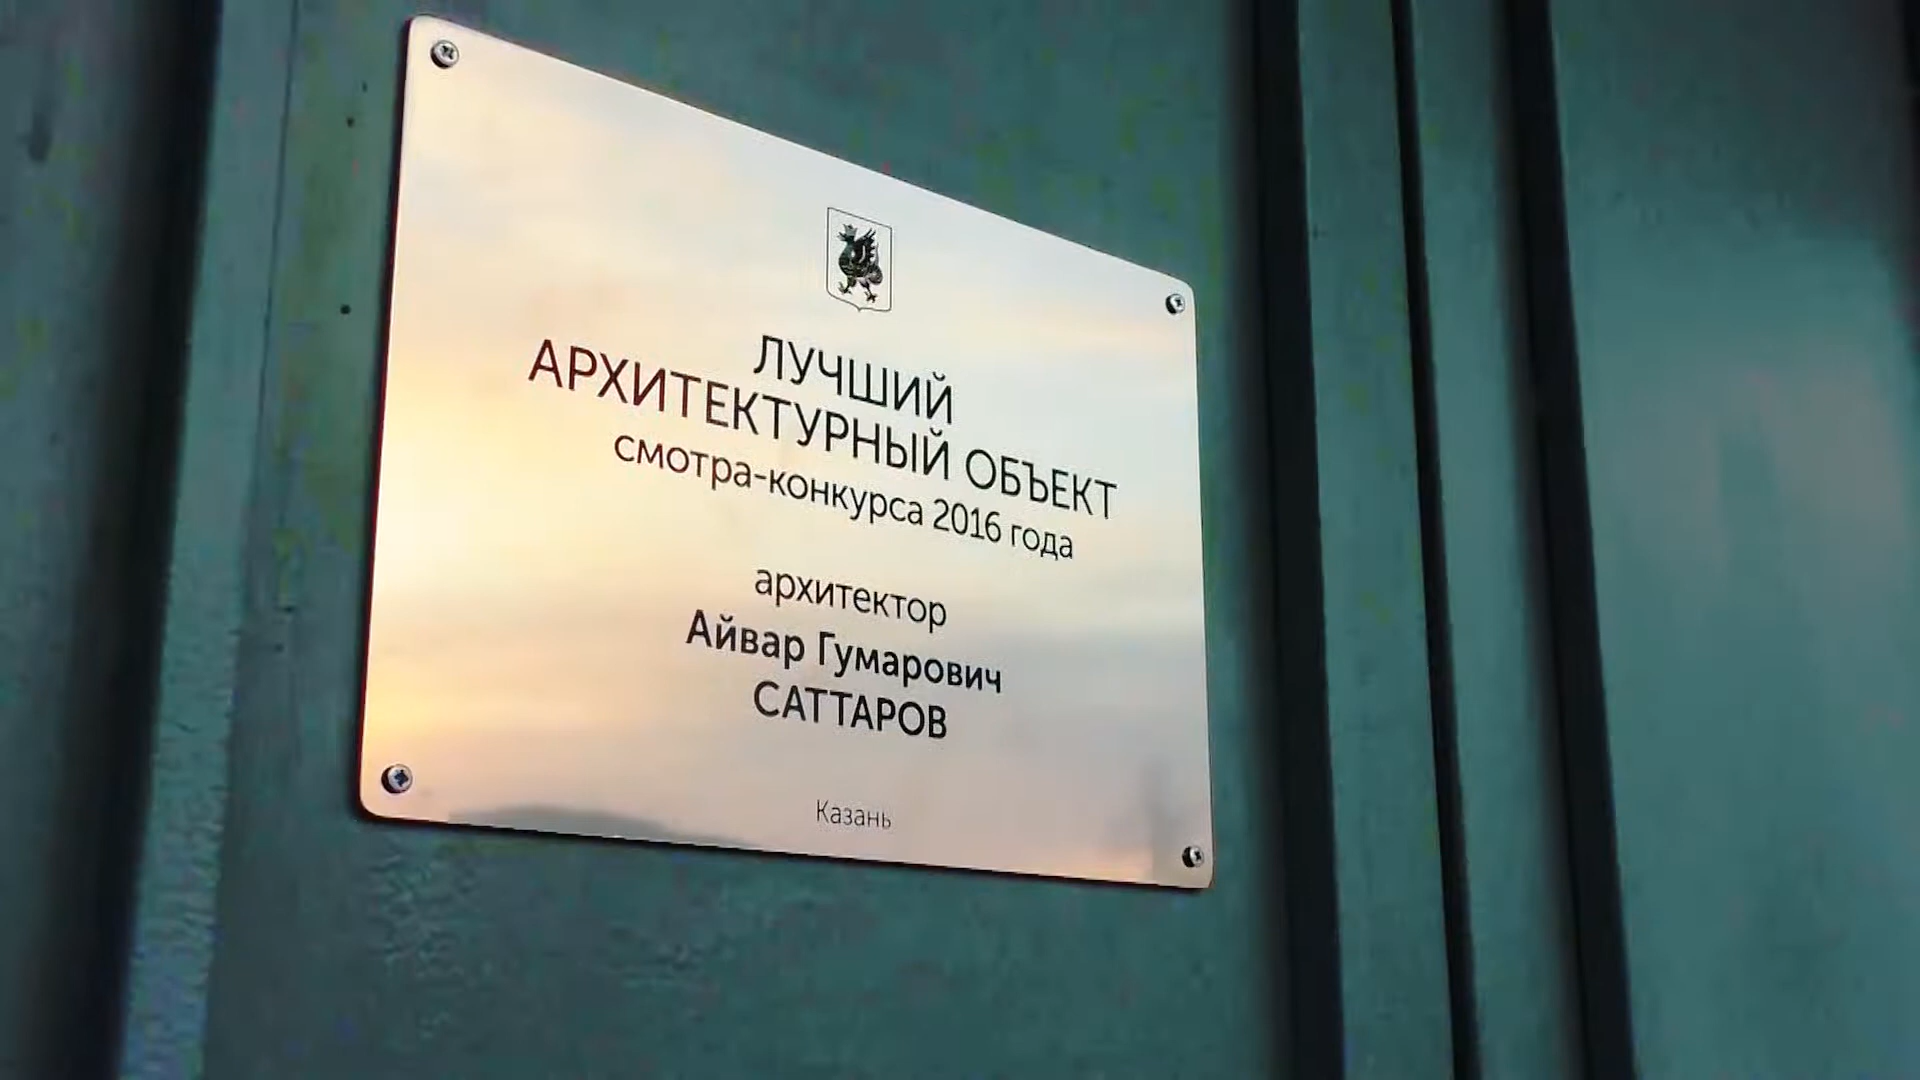 ЛУЧШИЙ
АРХИТЕКТУРНЫЙ ОБЪЕКТ
смотра-конкурса 2016 года
архитектор
Айвар Гумарович
САТТАРОВ
Казань